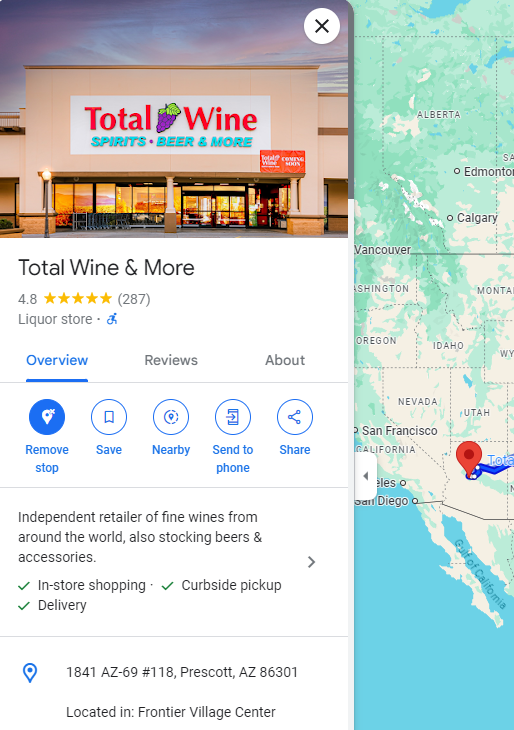 Total Wine
SPIRITS • BEER & MORE
Total Wine COMING SOON
Total Wine & More
4.8 (287)
Liquor store ·
Overview Reviews About
Remove stop
Save
Nearby
Send to phone
Share
Independent retailer of fine wines from
around the world, also stocking beers &
accessories.
In-store shopping · Curbside pickup
Delivery
1841 AZ-69 #118, Prescott, AZ 86301
Located in: Frontier Village Center
ALBERTA
SA
Edmonto
Calgary
Vancouver
ASHINGTON
MONTA
OREGON
IDAHO
WY
NEVADA
UTAH
San Francisco
CALIFORNIA
Tota
eles
San Diego
N
Gulf of California